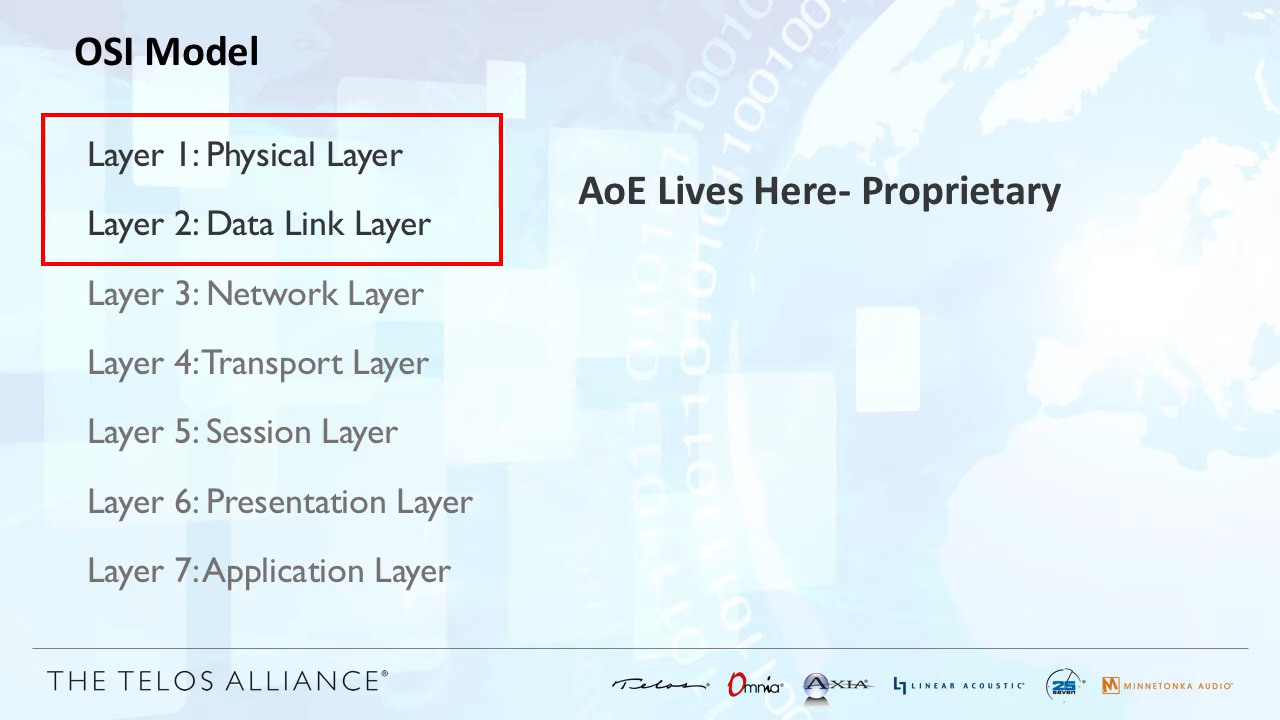 OSI Model
Layer 1: Physical Layer
Layer 2: Data Link Layer
AoE Lives Here- Proprietary
Layer 3: Network Layer
Layer 4: Transport Layer
Layer 5: Session Layer
Layer 6: Presentation Layer
Layer 7: Application Layer
THE TELOS ALLIANCE®
Telos®
Omnia®
AXIA®
LINEAR ACOUSTIC®
25 seven®
MINNETONKA AUDIO®